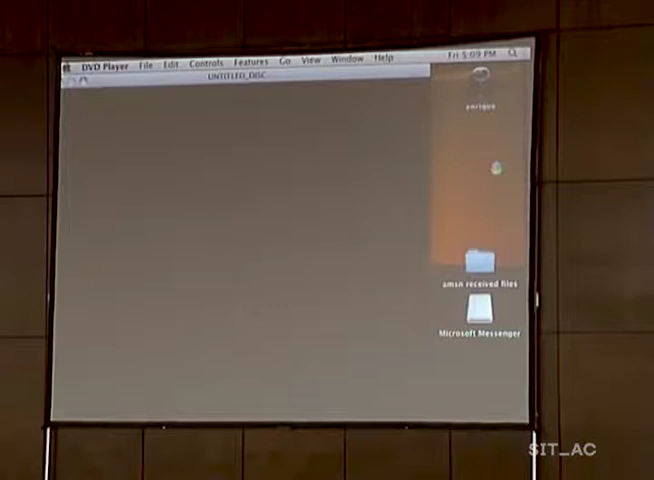 DVD Player File Edit Controls Features Go View Window Help Fri 5:09 PM
UNTITLED_DISC
enrique
amsn received files
Microsoft Messenger
SIT_AC